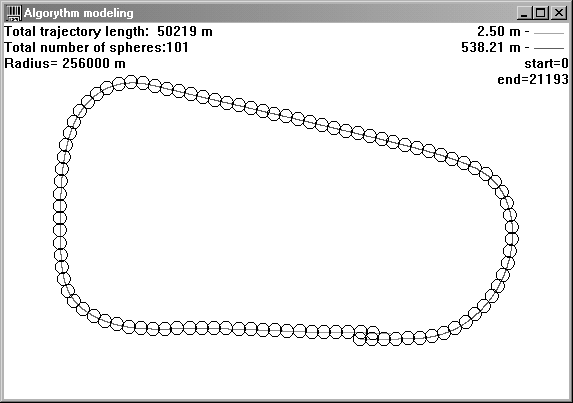 Algorythm modeling
Total trajectory length:  50219 m
2.50 m -
Total number of spheres:101
538.21 m -
Radius= 256000 m
start=0
end=21193